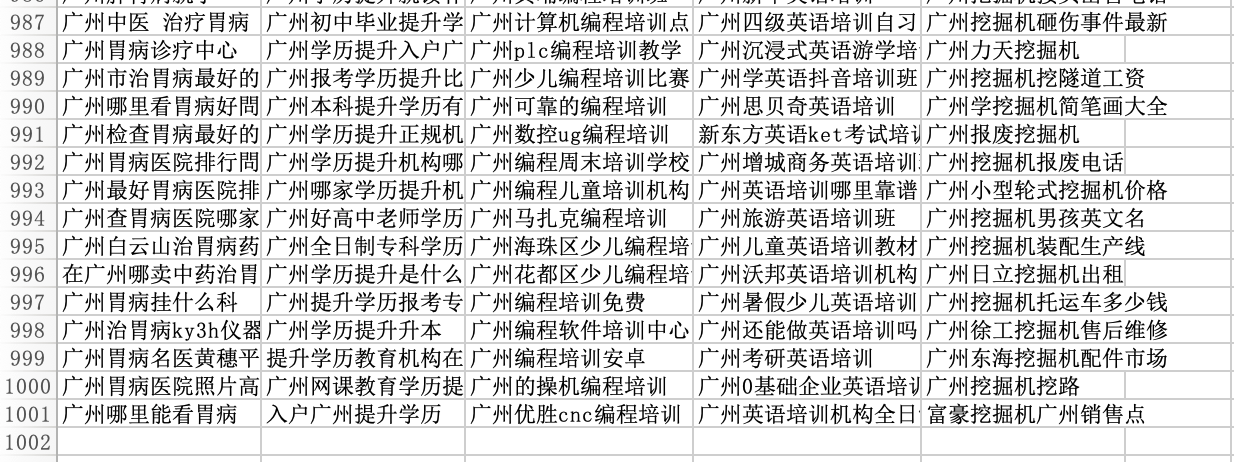 987 广州中医 治疗胃病 广州初中毕业提升学 广州计算机编程培训点 广州四级英语培训自习 广州挖掘机砸伤事件最新
988 广州胃病诊疗中心 广州学历提升入户广 广州plc编程培训教学 广州沉浸式英语游学培 广州力天挖掘机
989 广州市治胃病最好的 广州报考学历提升比 广州少儿编程培训比赛 广州学英语抖音培训班 广州挖掘机挖隧道工资
990 广州哪里看胃病好問 广州本科提升学历有 广州可靠的编程培训 广州思贝奇英语培训 广州学挖掘机简笔画大全
991 广州检查胃病最好的 广州学历提升正规机 广州数控ug编程培训 新东方英语ket考试培训 广州报废挖掘机
992 广州胃病医院排行問 广州学历提升机构哪 广州编程周末培训学校 广州增城商务英语培训 广州挖掘机报废电话
993 广州最好胃病医院排 广州哪家学历提升机 广州编程儿童培训机构 广州英语培训哪里靠谱 广州小型轮式挖掘机价格
994 广州查胃病医院哪家 广州好高中老师学历 广州马扎克编程培训 广州旅游英语培训班 广州挖掘机男孩英文名
995 广州白云山治胃病药 广州全日制专科学历 广州海珠区少儿编程培 广州儿童英语培训教材 广州挖掘机装配生产线
996 在广州哪卖中药治胃 广州学历提升是什么 广州花都区少儿编程培 广州沃邦英语培训机构 广州日立挖掘机出租
997 广州胃病挂什么科 广州提升学历报考专 广州编程培训免费 广州暑假少儿英语培训 广州挖掘机托运车多少钱
998 广州治胃病ky3h仪器 广州学历提升升本 广州编程软件培训中心 广州还能做英语培训吗 广州徐工挖掘机售后维修
999 广州胃病名医黄穗平 提升学历教育机构在 广州编程培训安卓 广州考研英语培训 广州东海挖掘机配件市场
1000 广州胃病医院照片高 广州网课教育学历提 广州的操机编程培训 广州0基础企业英语培训 广州挖掘机挖路
1001 广州哪里能看胃病 入户广州提升学历 广州优胜cnc编程培训 广州英语培训机构全日 富豪挖掘机广州销售点
1002